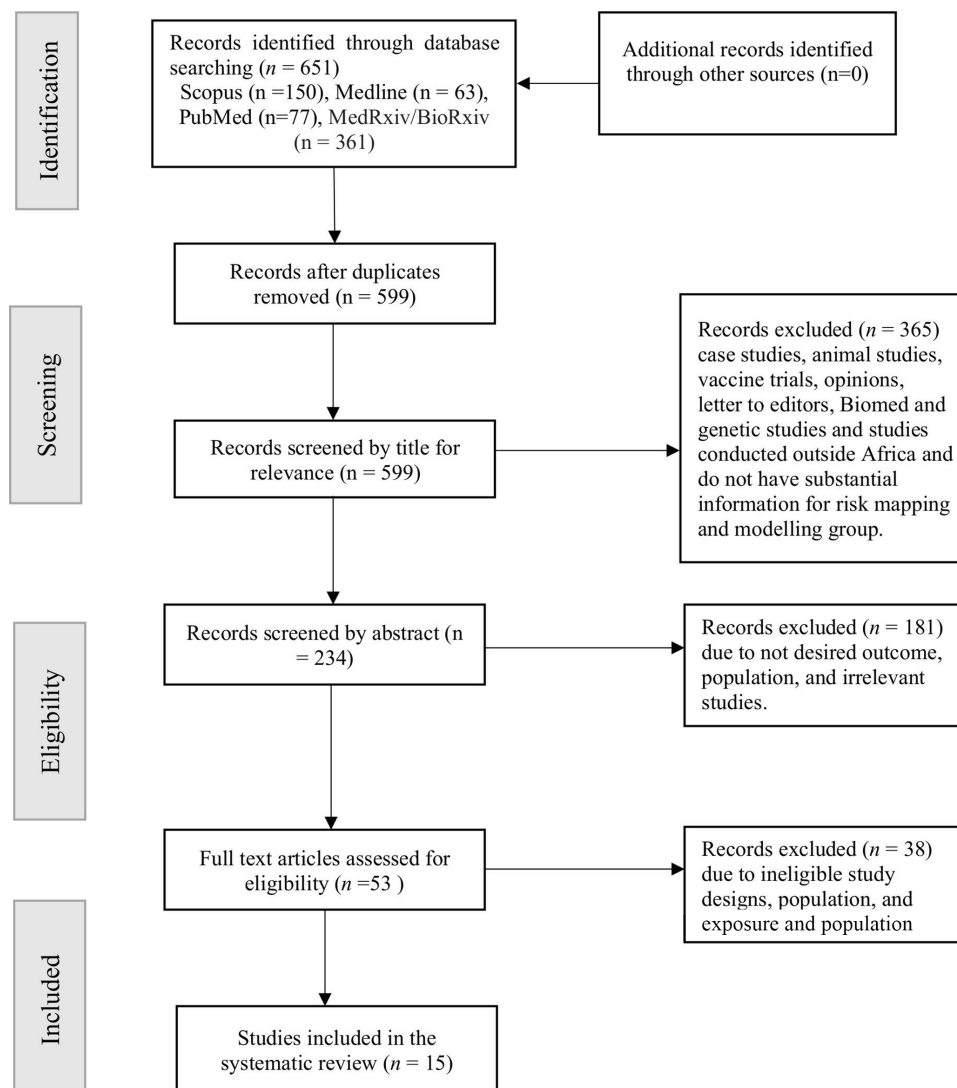 Identification
Records identified through database
searching (n = 651)
Scopus (n =150), Medline (n = 63),
PubMed (n=77), MedRxiv/BioRxiv
(n = 361)
Additional records identified
through other sources (n=0)
Records after duplicates
removed (n = 599)
Screening
Records screened by title for
relevance (n = 599)
Records excluded (n = 365)
case studies, animal studies,
vaccine trials, opinions,
letter to editors, Biomed and
genetic studies and studies
conducted outside Africa and
do not have substantial
information for risk mapping
and modelling group.
Eligibility
Records screened by abstract (n
= 234)
Records excluded (n = 181)
due to not desired outcome,
population, and irrelevant
studies.
Full text articles assessed for
eligibility (n =53 )
Records excluded (n = 38)
due to ineligible study
designs, population, and
exposure and population
Included
Studies included in the
systematic review (n = 15)